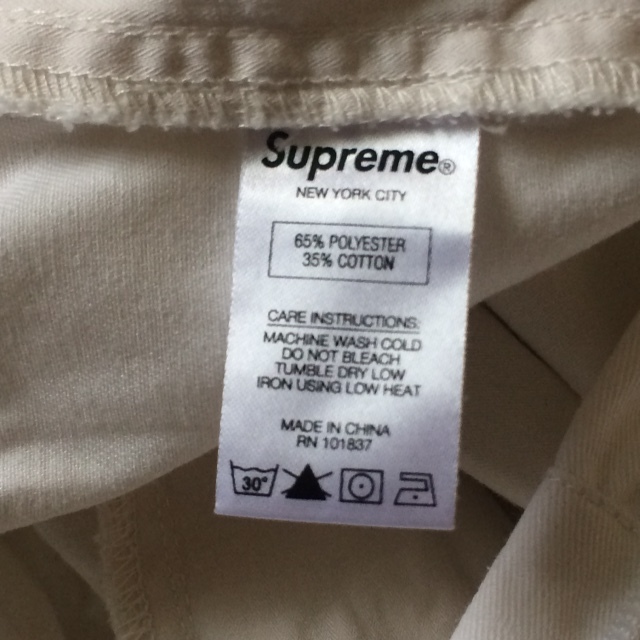 Supreme®
NEW YORK CITY
65% POLYESTER
35% COTTON
CARE INSTRUCTIONS:
MACHINE WASH COLD
DO NOT BLEACH
TUMBLE DRY LOW
IRON USING LOW HEAT
MADE IN CHINA
RN 101837
30°